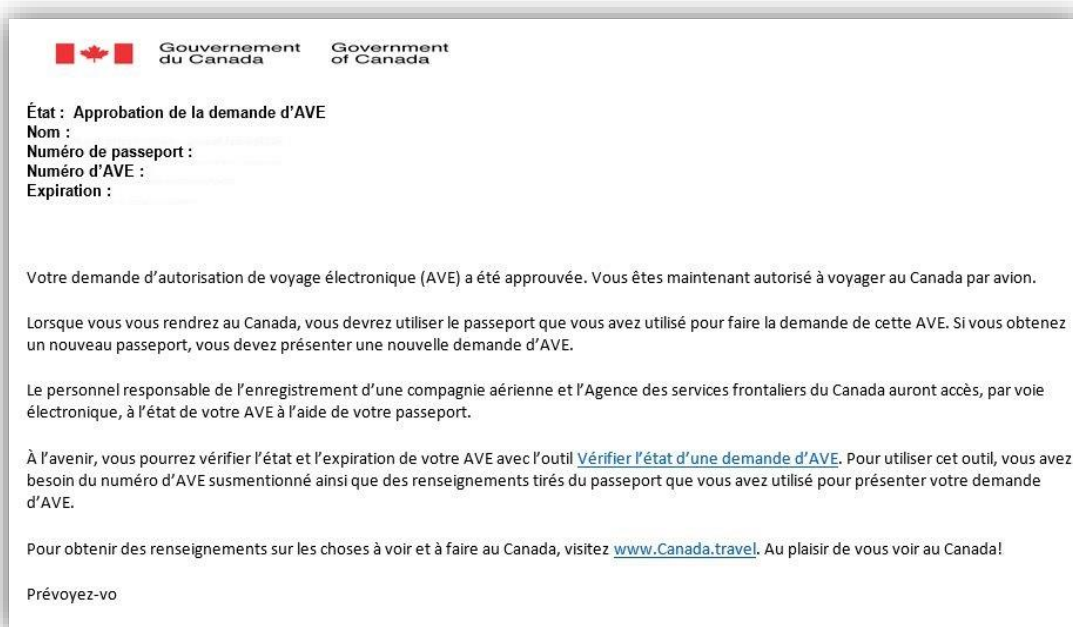 Gouvernement du Canada
Government of Canada
État : Approbation de la demande d’AVE
Nom :
Numéro de passeport :
Numéro d’AVE :
Expiration :
Votre demande d’autorisation de voyage électronique (AVE) a été approuvée. Vous êtes maintenant autorisé à voyager au Canada par avion.
Lorsque vous vous rendrez au Canada, vous devrez utiliser le passeport que vous avez utilisé pour faire la demande de cette AVE. Si vous obtenez
un nouveau passeport, vous devez présenter une nouvelle demande d’AVE.
Le personnel responsable de l’enregistrement d’une compagnie aérienne et l’Agence des services frontaliers du Canada auront accès, par voie
électronique, à l’état de votre AVE à l’aide de votre passeport.
À l’avenir, vous pourrez vérifier l’état et l’expiration de votre AVE avec l’outil Vérifier l’état d’une demande d’AVE. Pour utiliser cet outil, vous avez
besoin du numéro d’AVE susmentionné ainsi que des renseignements tirés du passeport que vous avez utilisé pour présenter votre demande
d’AVE.
Pour obtenir des renseignements sur les choses à voir et à faire au Canada, visitez www.Canada.travel. Au plaisir de vous voir au Canada!
Prévoyez-vo